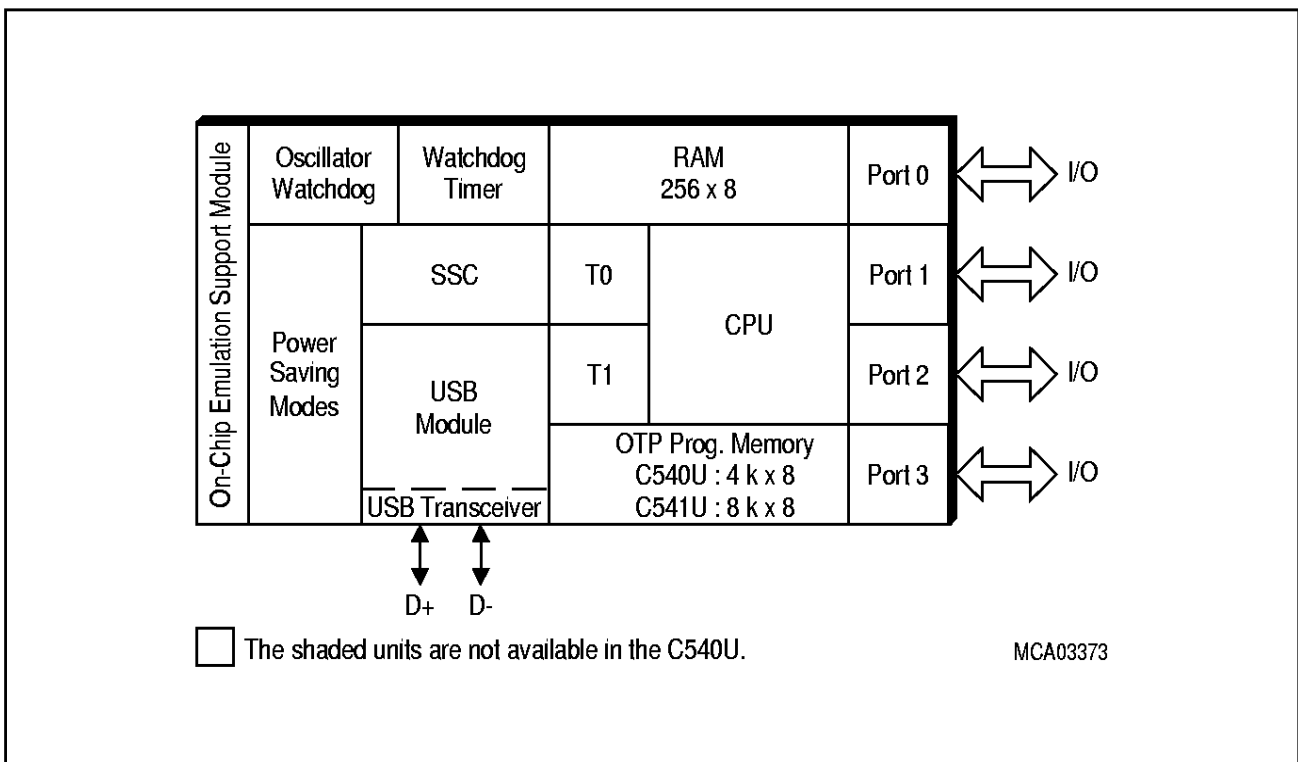 On-Chip Emulation Support Module
Oscillator
Watchdog
Watchdog
Timer
RAM
256 x 8
Port 0
I/O
Power
Saving
Modes
SSC
T0
CPU
Port 1
I/O
USB
Module
T1
Port 2
I/O
USB Transceiver
OTP Prog. Memory
C540U : 4 k x 8
C541U : 8 k x 8
Port 3
I/O
D+
D-
The shaded units are not available in the C540U.
MCA03373